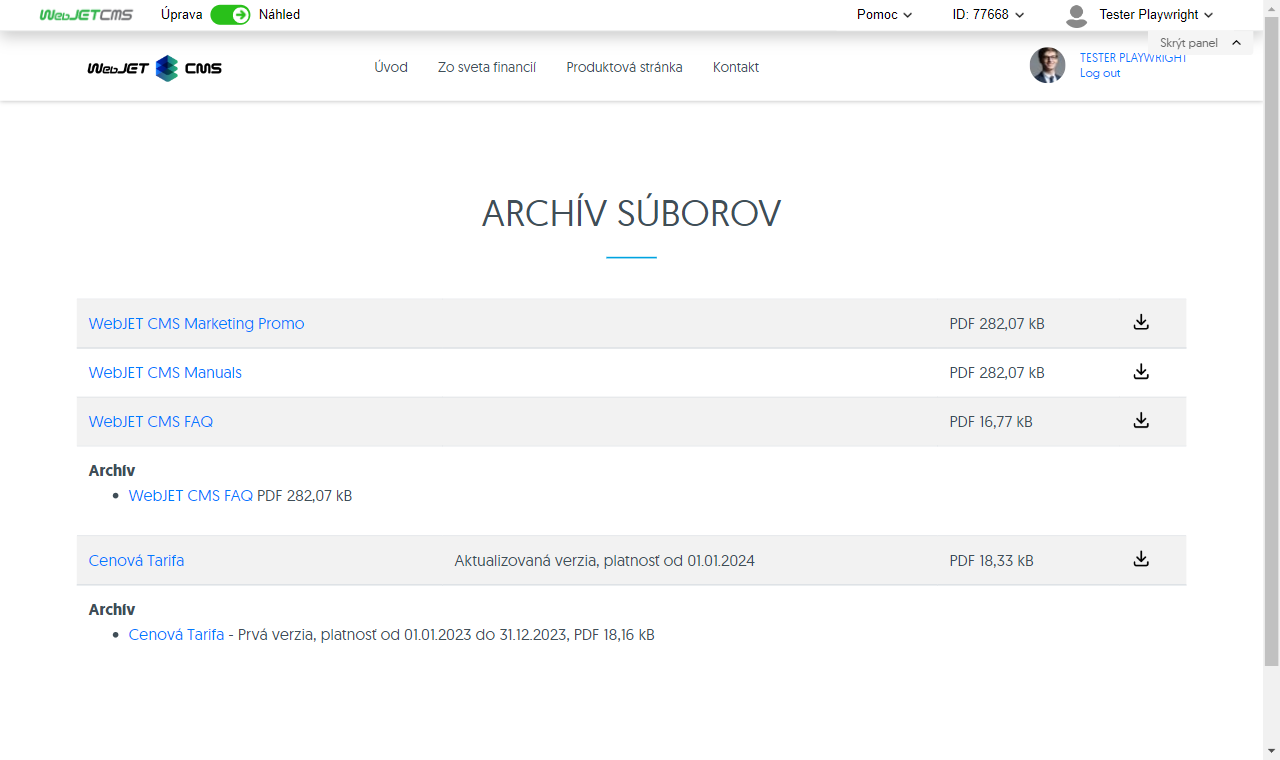 WebJETCMS Úprava Náhled Pomoc ID: 77668 Tester Playwright
Skrýt panel
WebJET CMS Úvod Zo sveta financií Produktová stránka Kontakt TESTER PLAYWRIGHT
Log out
ARCHÍV SÚBOROV
WebJET CMS Marketing Promo PDF 282,07 kB
WebJET CMS Manuals PDF 282,07 kB
WebJET CMS FAQ PDF 16,77 kB
Archív
• WebJET CMS FAQ PDF 282,07 kB
Cenová Tarifa Aktualizovaná verzia, platnosť od 01.01.2024 PDF 18,33 kB
Archív
• Cenová Tarifa - Prvá verzia, platnosť od 01.01.2023 do 31.12.2023, PDF 18,16 kB